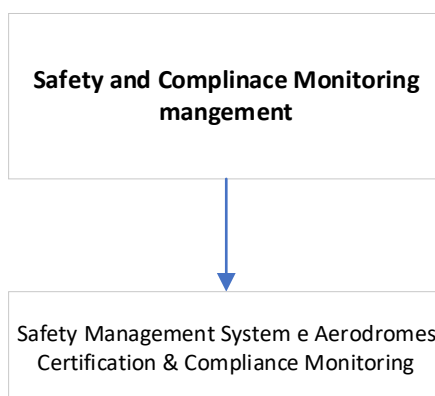 Safety and Complinace Monitoring
mangement
Safety Management System e Aerodromes
Certification & Compliance Monitoring